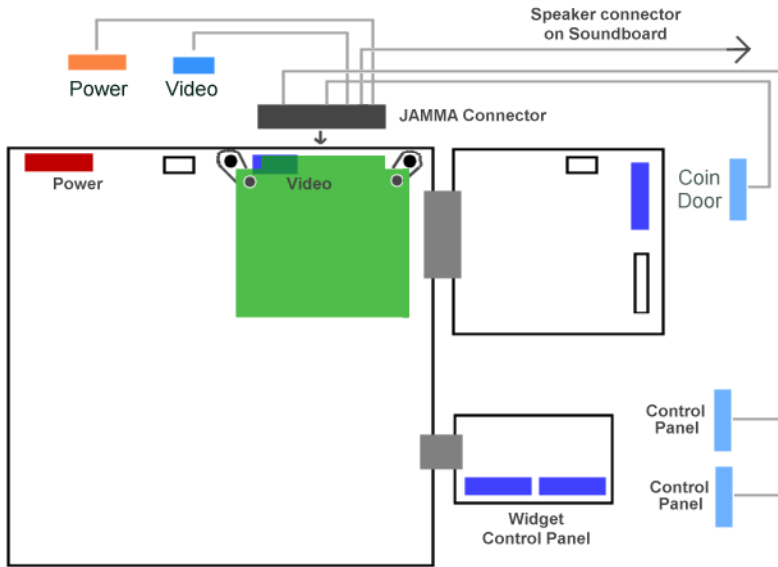 Speaker connector
on Soundboard
Power
Video
JAMMA Connector
Power
Video
Coin
Door
Control
Panel
Control
Panel
Widget
Control Panel